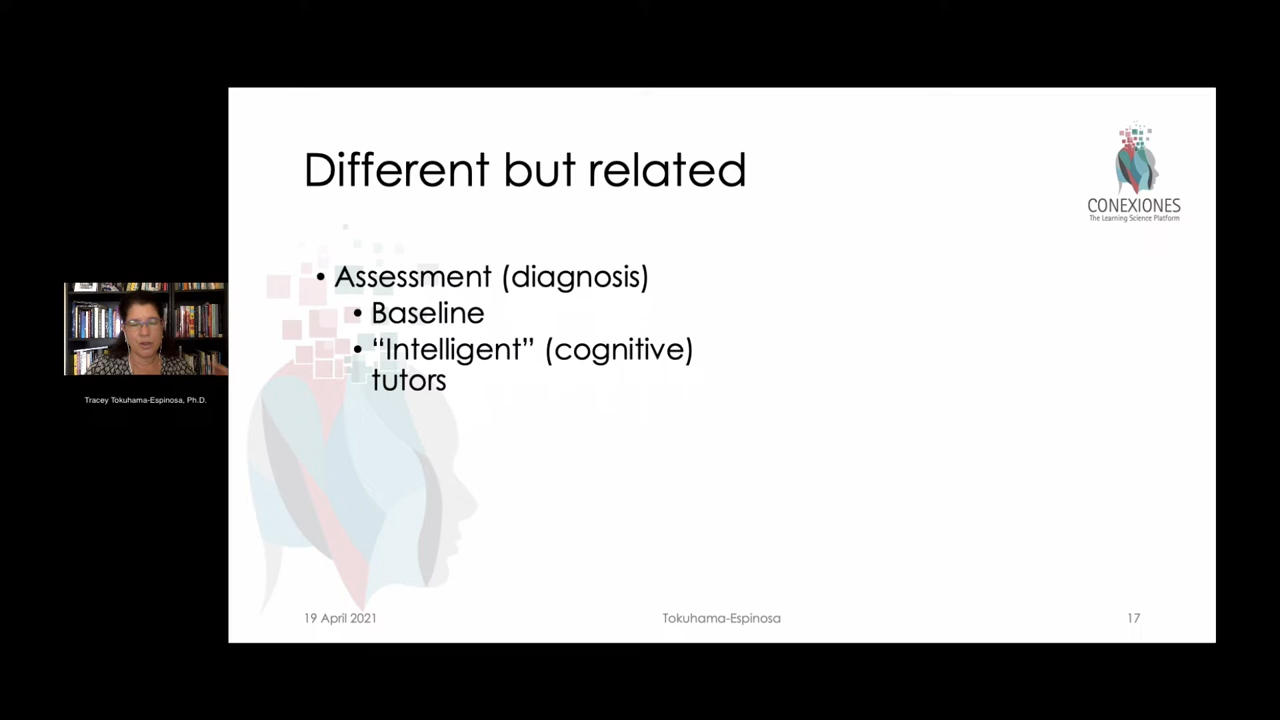 Different but related
CONEXIONES
The Learning Science Platform
• Assessment (diagnosis)
• Baseline
• “Intelligent” (cognitive)
tutors
Tracey Tokuhama-Espinosa, Ph.D.
19 April 2021
Tokuhama-Espinosa
17